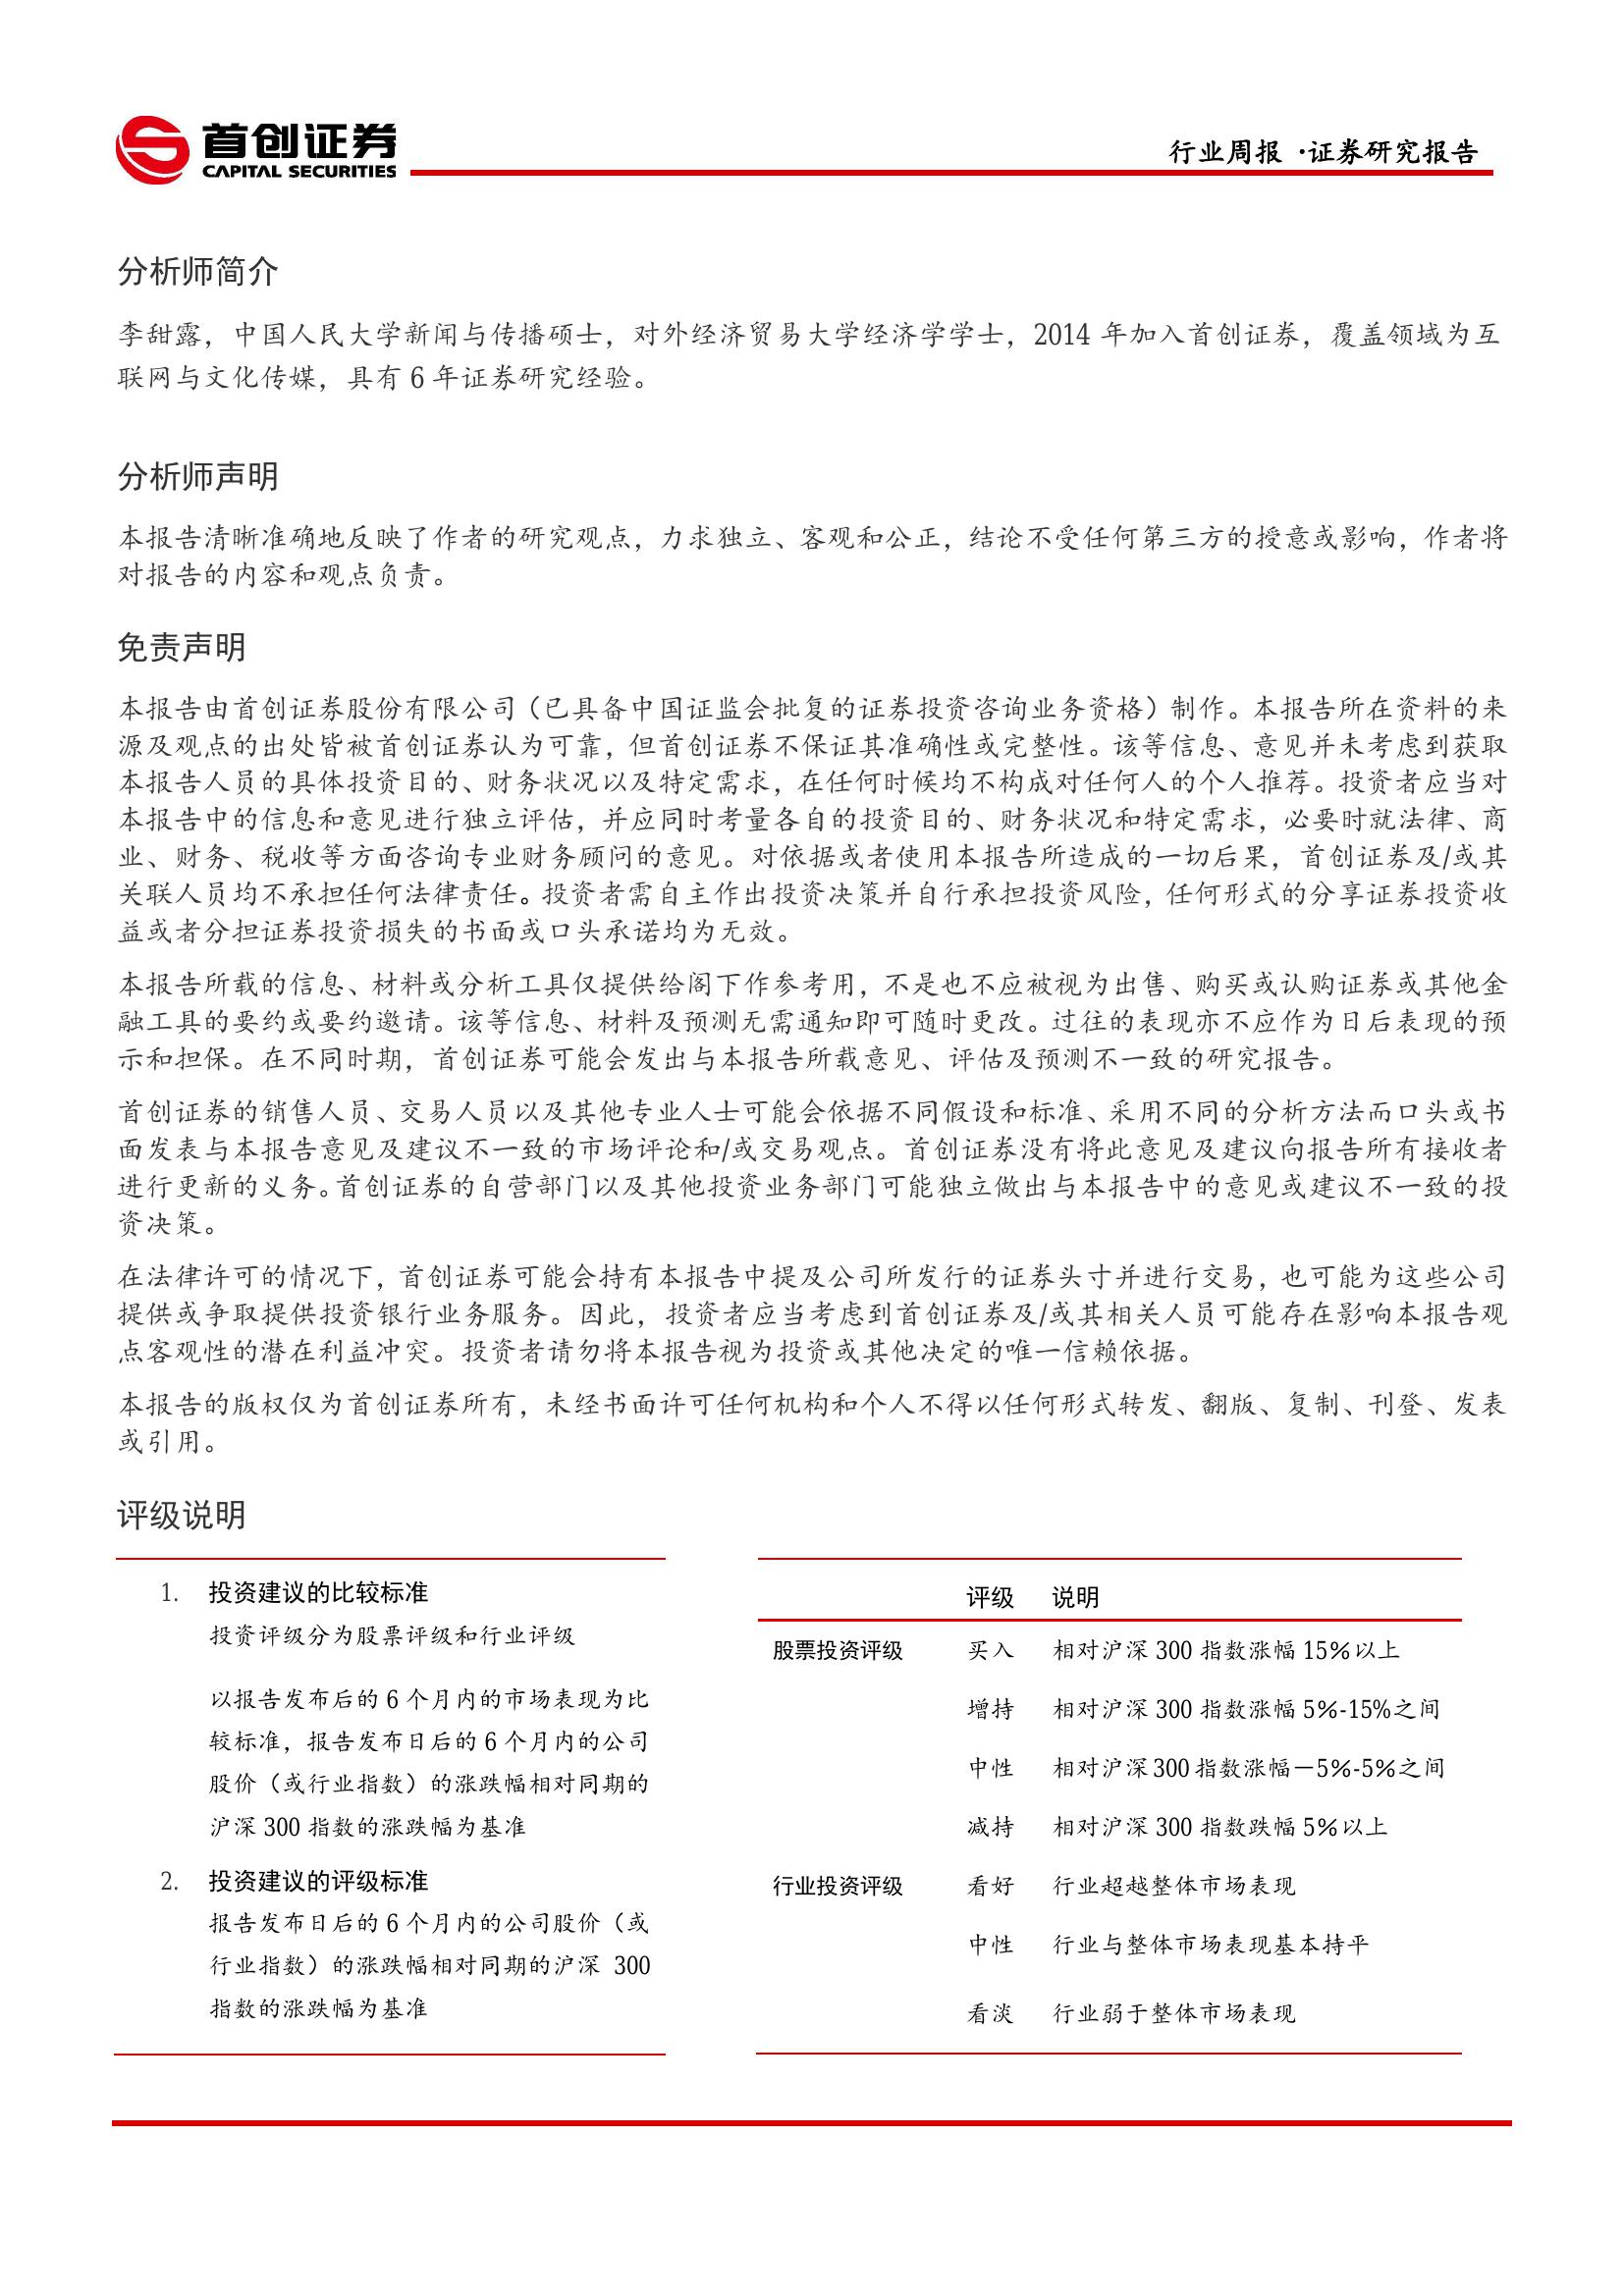 首创证券
CAPITAL SECURITIES
行业周报 ·证券研究报告
分析师简介
李甜露，中国人民大学新闻与传播硕士，对外经济贸易大学经济学学士，2014 年加入首创证券，覆盖领域为互
联网与文化传媒，具有 6 年证券研究经验。
分析师声明
本报告清晰准确地反映了作者的研究观点，力求独立、客观和公正，结论不受任何第三方的授意或影响，作者将
对报告的内容和观点负责。
免责声明
本报告由首创证券股份有限公司（已具备中国证监会批复的证券投资咨询业务资格）制作。本报告所在资料的来
源及观点的出处皆被首创证券认为可靠，但首创证券不保证其准确性或完整性。该等信息、意见并未考虑到获取
本报告人员的具体投资目的、财务状况以及特定需求，在任何时候均不构成对任何人的个人推荐。投资者应当对
本报告中的信息和意见进行独立评估，并应同时考量各自的投资目的、财务状况和特定需求，必要时就法律、商
业、财务、税收等方面咨询专业财务顾问的意见。对依据或者使用本报告所造成的一切后果，首创证券及/或其
关联人员均不承担任何法律责任。投资者需自主作出投资决策并自行承担投资风险，任何形式的分享证券投资收
益或者分担证券投资损失的书面或口头承诺均为无效。
本报告所载的信息、材料或分析工具仅提供给阁下作参考用，不是也不应被视为出售、购买或认购证券或其他金
融工具的要约或要约邀请。该等信息、材料及预测无需通知即可随时更改。过往的表现亦不应作为日后表现的预
示和担保。在不同时期，首创证券可能会发出与本报告所载意见、评估及预测不一致的研究报告。
首创证券的销售人员、交易人员以及其他专业人士可能会依据不同假设和标准、采用不同的分析方法而口头或书
面发表与本报告意见及建议不一致的市场评论和/或交易观点。首创证券没有将此意见及建议向报告所有接收者
进行更新的义务。首创证券的自营部门以及其他投资业务部门可能独立做出与本报告中的意见或建议不一致的投
资决策。
在法律许可的情况下，首创证券可能会持有本报告中提及公司所发行的证券头寸并进行交易，也可能为这些公司
提供或争取提供投资银行业务服务。因此，投资者应当考虑到首创证券及/或其相关人员可能存在影响本报告观
点客观性的潜在利益冲突。投资者请勿将本报告视为投资或其他决定的唯一信赖依据。
本报告的版权仅为首创证券所有，未经书面许可任何机构和个人不得以任何形式转发、翻版、复制、刊登、发表
或引用。
评级说明
1. 投资建议的比较标准
投资评级分为股票评级和行业评级
以报告发布后的 6 个月内的市场表现为比
较标准，报告发布日后的 6 个月内的公司
股价（或行业指数）的涨跌幅相对同期的
沪深 300 指数的涨跌幅为基准
2. 投资建议的评级标准
报告发布日后的 6 个月内的公司股价（或
行业指数）的涨跌幅相对同期的沪深 300
指数的涨跌幅为基准
评级 说明
股票投资评级 买入 相对沪深 300 指数涨幅 15％以上
增持 相对沪深 300 指数涨幅 5％-15％之间
中性 相对沪深 300 指数涨幅－5％-5％之间
减持 相对沪深 300 指数跌幅 5％以上
行业投资评级 看好 行业超越整体市场表现
中性 行业与整体市场表现基本持平
看淡 行业弱于整体市场表现